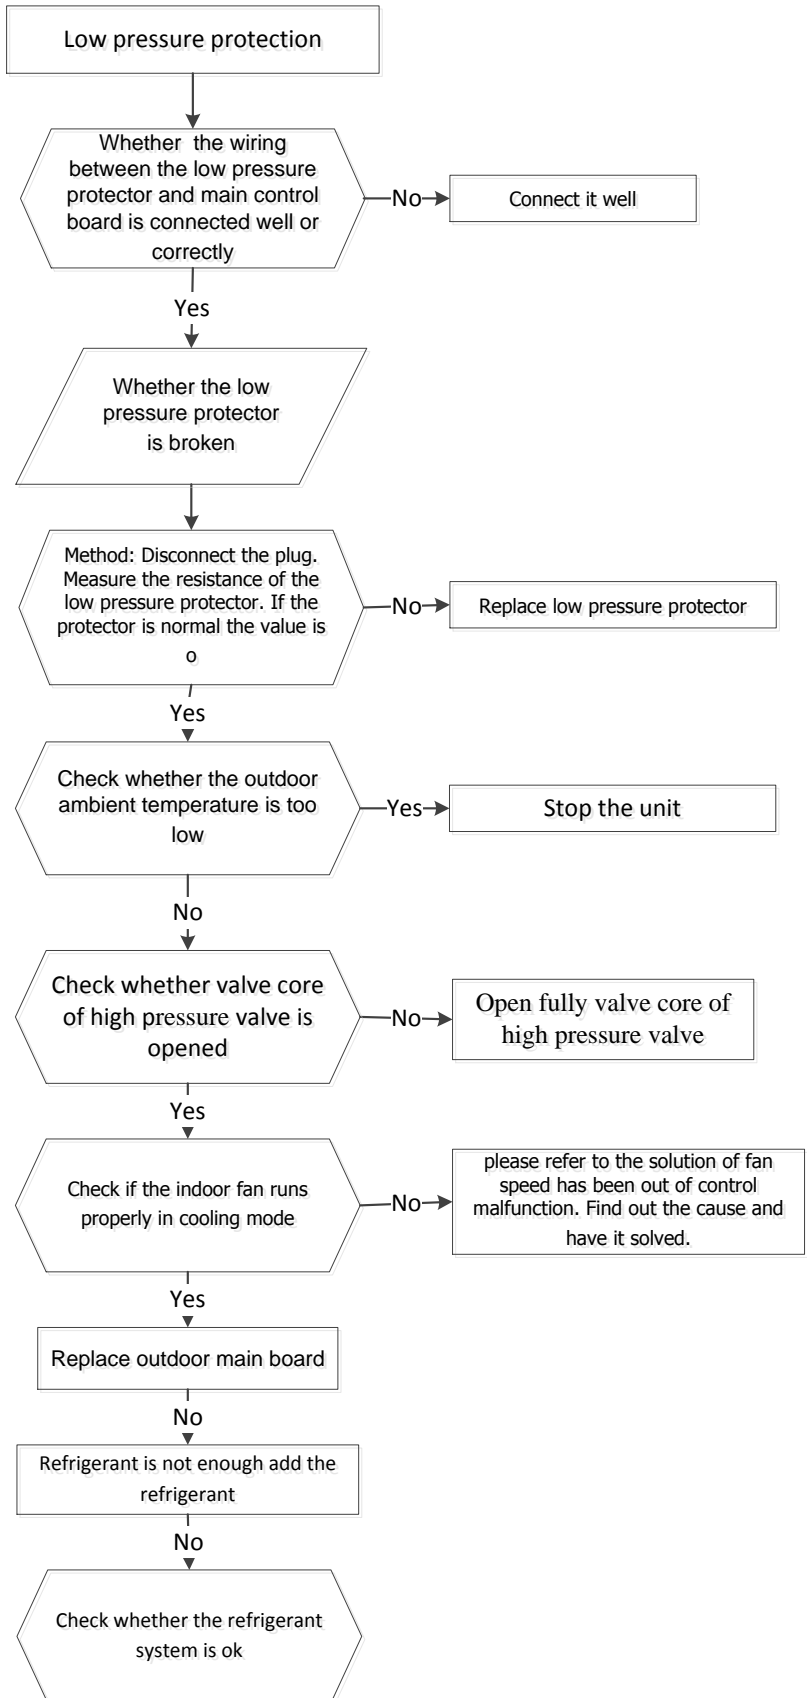 Low pressure protection
Whether the wiring
between the low pressure
protector and main control
board is connected well or
correctly
No
Connect it well
Yes
Whether the low
pressure protector
is broken
Method: Disconnect the plug.
Measure the resistance of the
low pressure protector. If the
protector is normal the value is
o
No
Replace low pressure protector
Yes
Check whether the outdoor
ambient temperature is too
low
Yes
Stop the unit
No
Check whether valve core
of high pressure valve is
opened
No
Open fully valve core of
high pressure valve
Yes
Check if the indoor fan runs
properly in cooling mode
No
please refer to the solution of fan
speed has been out of control
malfunction. Find out the cause and
have it solved.
Yes
Replace outdoor main board
No
Refrigerant is not enough add the
refrigerant
No
Check whether the refrigerant
system is ok